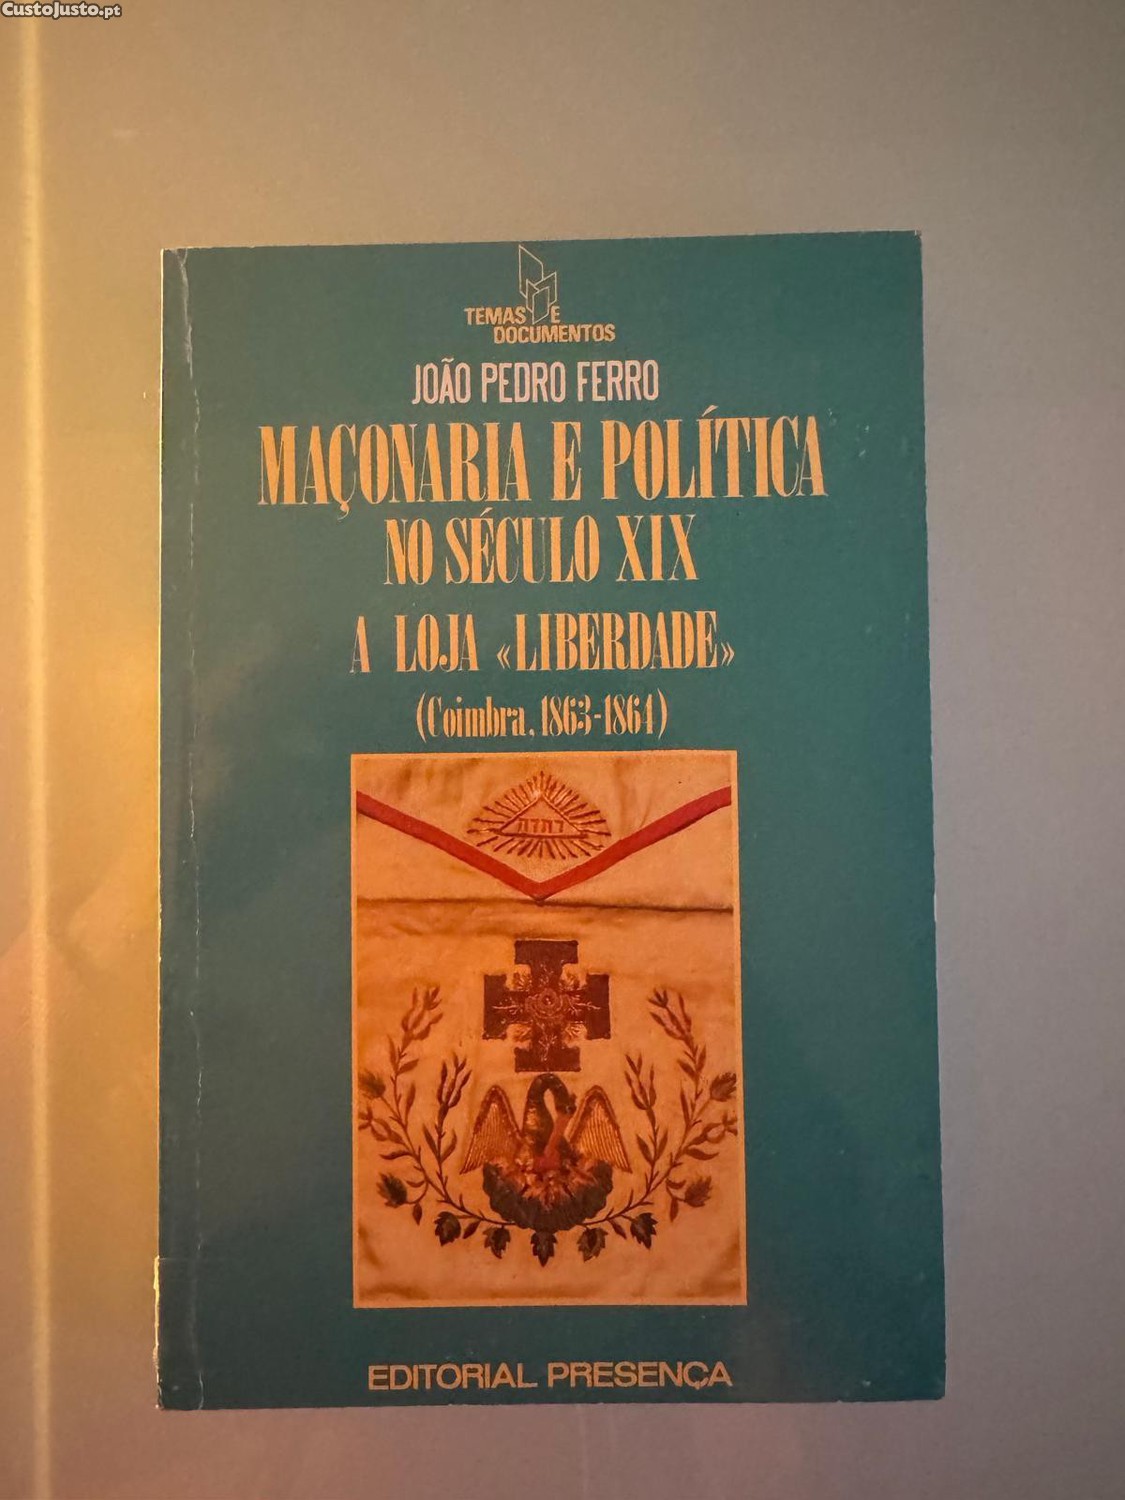 CustoJusto.pt
TEMAS E
DOCUMENTOS
JOÃO PEDRO FERRO
MAÇONARIA E POLÍTICA
NO SÉCULO XIX
A LOJA «LIBERDADE»
(Coimbra, 1863-1864)
EDITORIAL PRESENÇA